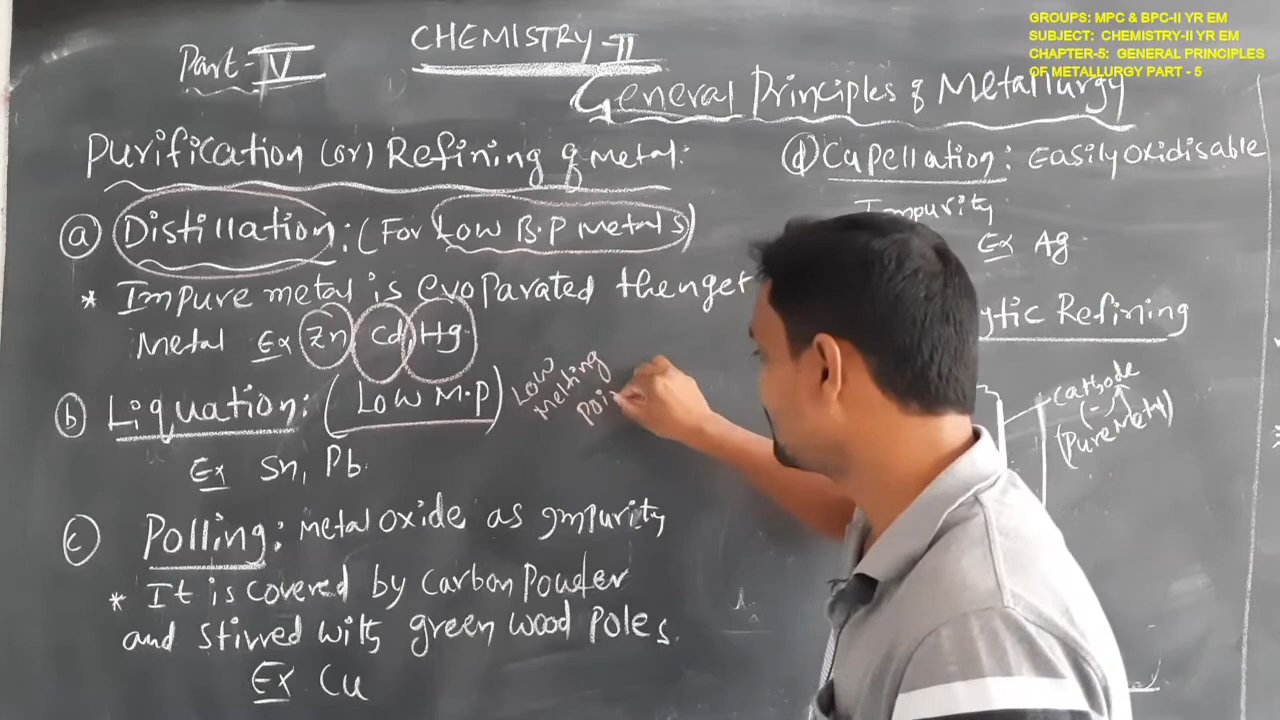 GROUPS: MPC & BPC-II YR EM
SUBJECT: CHEMISTRY-II YR EM
CHAPTER-5: GENERAL PRINCIPLES
OF METALLURGY PART - 5
Part-V
CHEMISTRY-II
General Principles of Metallurgy
Purification (or) Refining of metal:
(a) Distillation: (For Low B.P metals)
* Impure metal is evoparated then get
Metal Ex Zn, Cd, Hg.
(b) Liquation: (Low M.P)
Low
Melting
Poi
Ex Sn, Pb.
(c) Polling: Metal Oxide as impurity
* It is covered by Carbon Powder
and stirred with green wood Poles.
Ex Cu
(d) Cupellation: Easily Oxidisable
Impurity
Ex Ag
ytic Refining
Cathode
(-)
(Pure Metal)